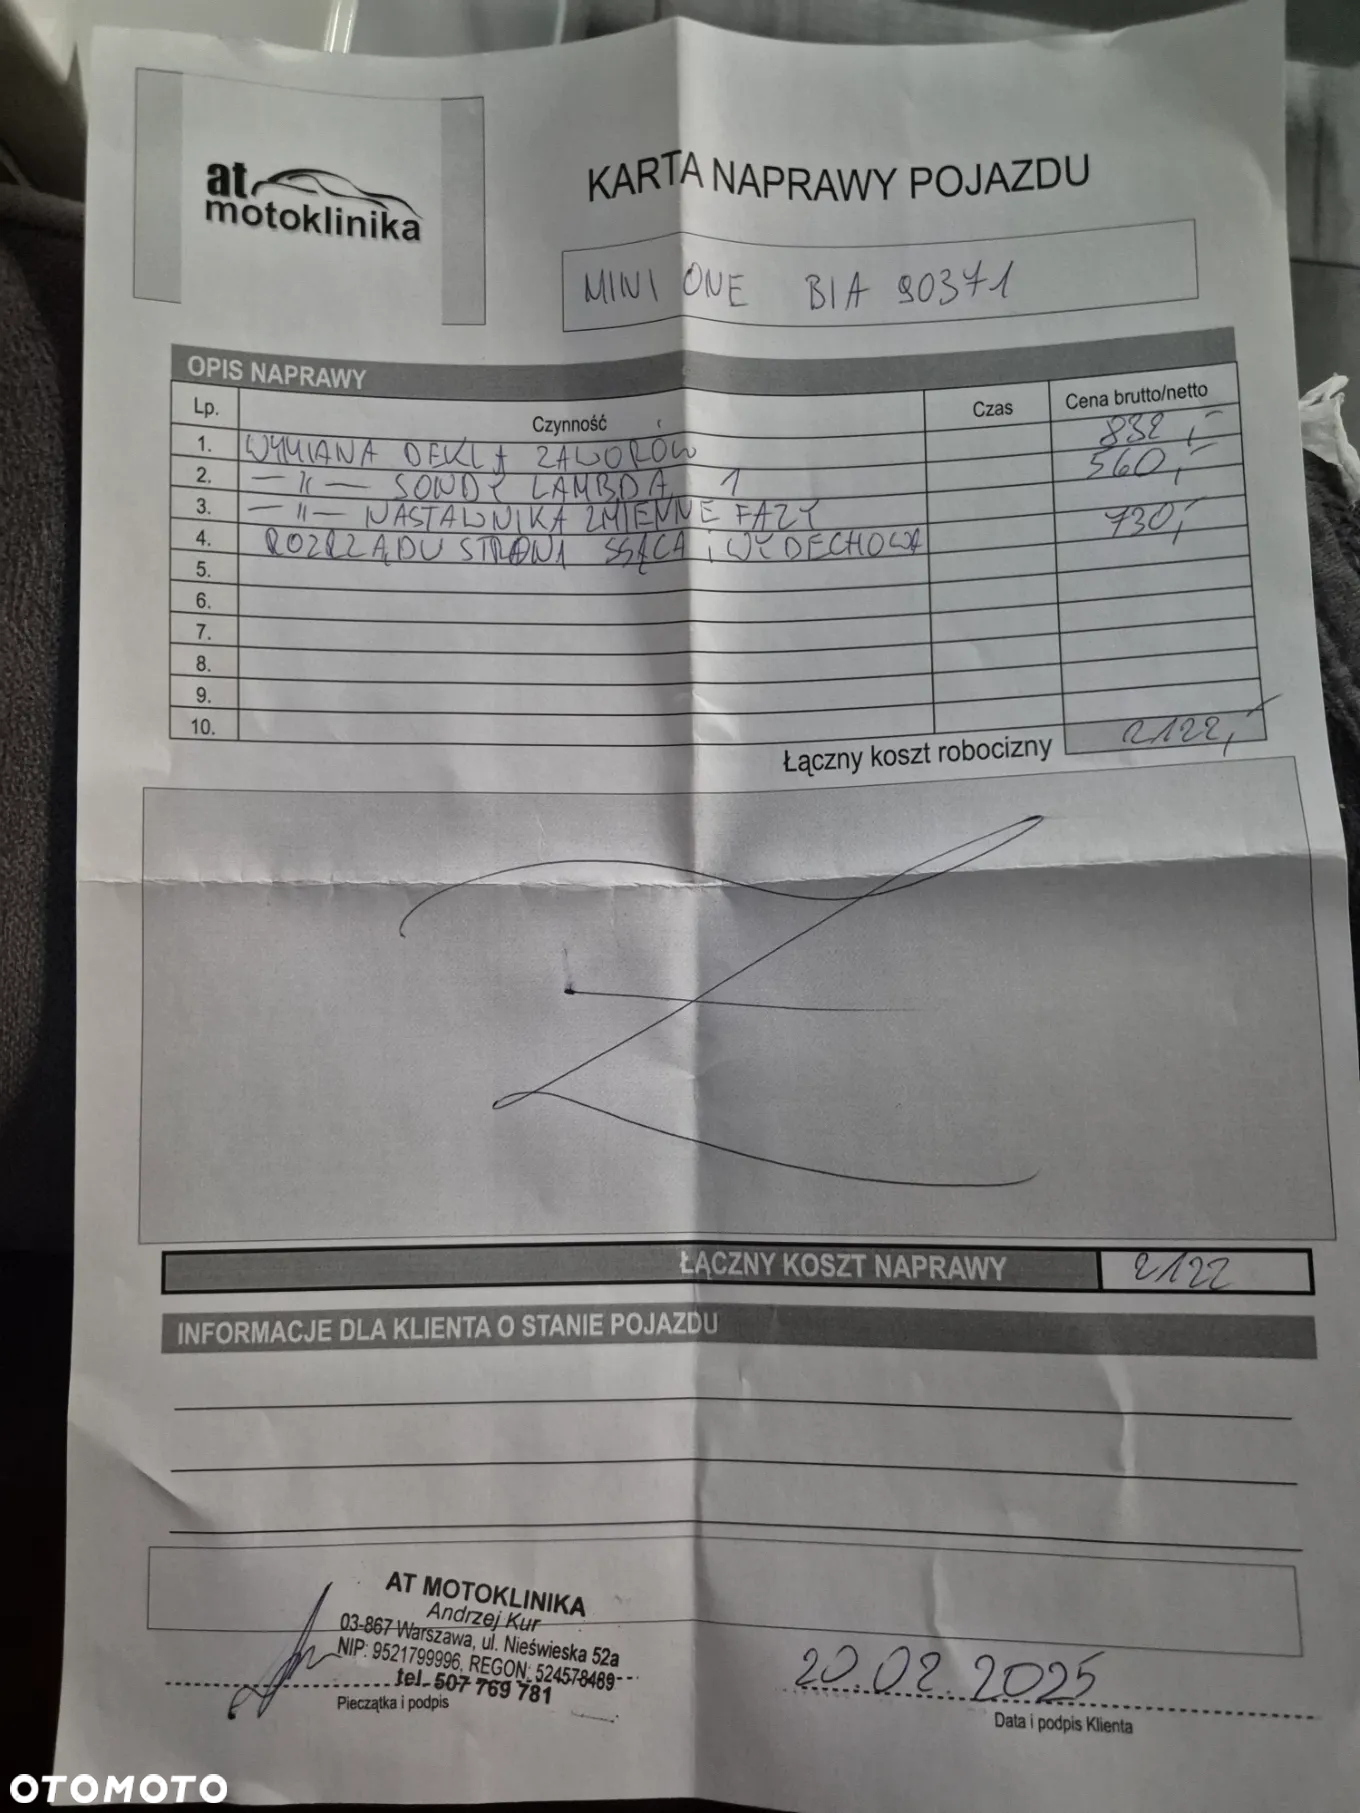 at
motoklinika
KARTA NAPRAWY POJAZDU
MINI ONE BIA 90371
OPIS NAPRAWY
Lp. Czynność Czas Cena brutto/netto
1. WYMIANA DEKLA ZAWORÓW 832,-
2. — 〃 — SONDY LAMBDA 1 560,-
3. — 〃 — NASTAWNIKA ZMIENNE FAZY
4. ROZRZĄDU STRONA SSĄCA i WYDECHOWA 730,-
5.
6.
7.
8.
9.
10.
Łączny koszt robocizny 2122,-
ŁĄCZNY KOSZT NAPRAWY 2122
INFORMACJE DLA KLIENTA O STANIE POJAZDU
AT MOTOKLINIKA
Andrzej Kur
03-867 Warszawa, ul. Nieświeska 52a
NIP: 9521799996, REGON: 524578489
tel. 507 769 781
Pieczątka i podpis
20.02.2025
Data i podpis Klienta
OTOMOTO